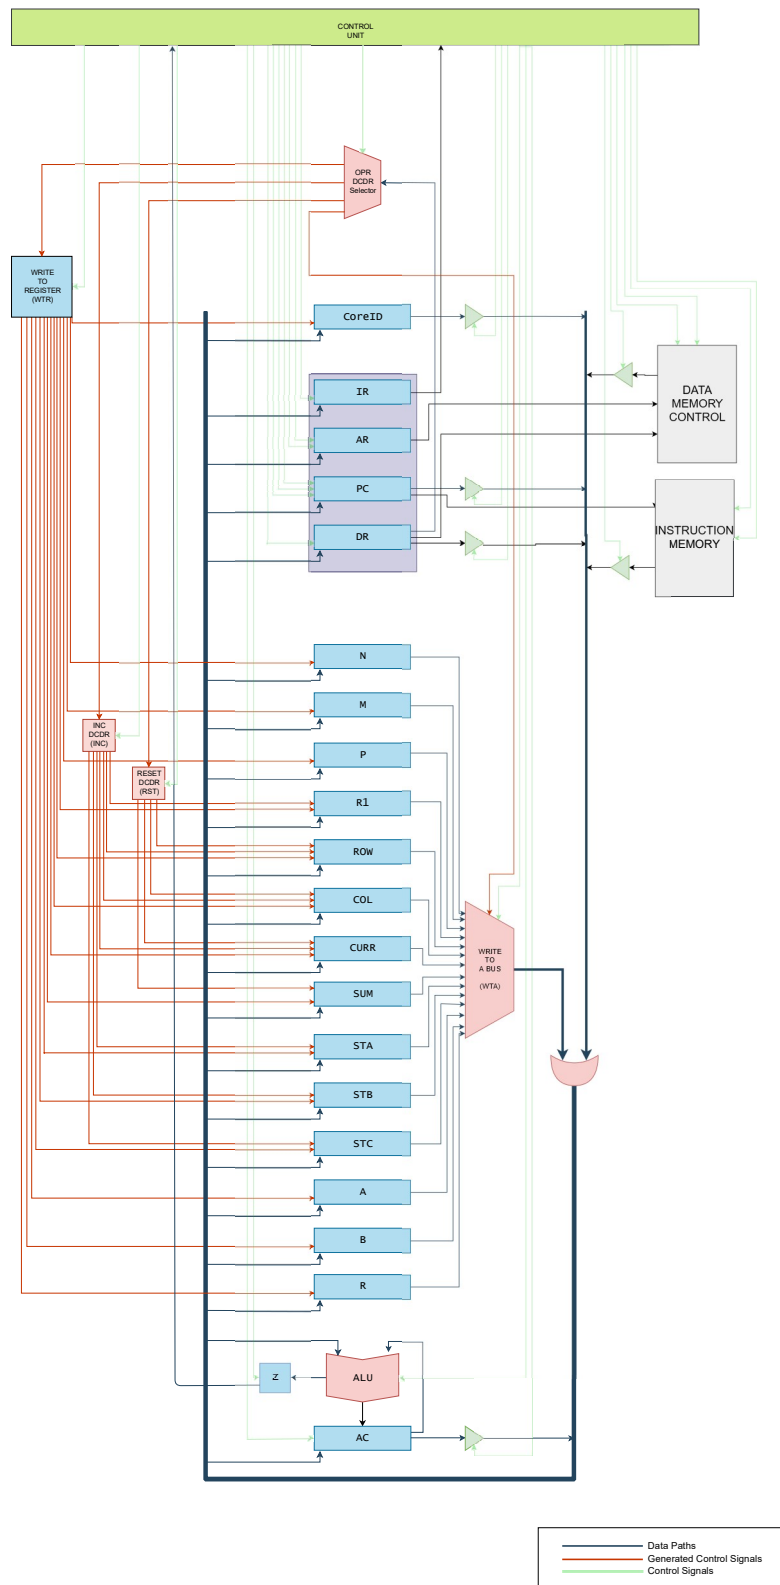 CONTROL
UNIT
OPR
DCDR
Selector
WRITE
TO
REGISTER
(WTR)
CoreID
IR
AR
PC
DR
DATA
MEMORY
CONTROL
INSTRUCTION
MEMORY
N
M
INC
DCDR
(INC)
P
RESET
DCDR
(RST)
R1
ROW
COL
CURR
SUM
WRITE
TO
A BUS
(WTA)
STA
STB
STC
A
B
R
Z
ALU
AC
Data Paths
Generated Control Signals
Control Signals